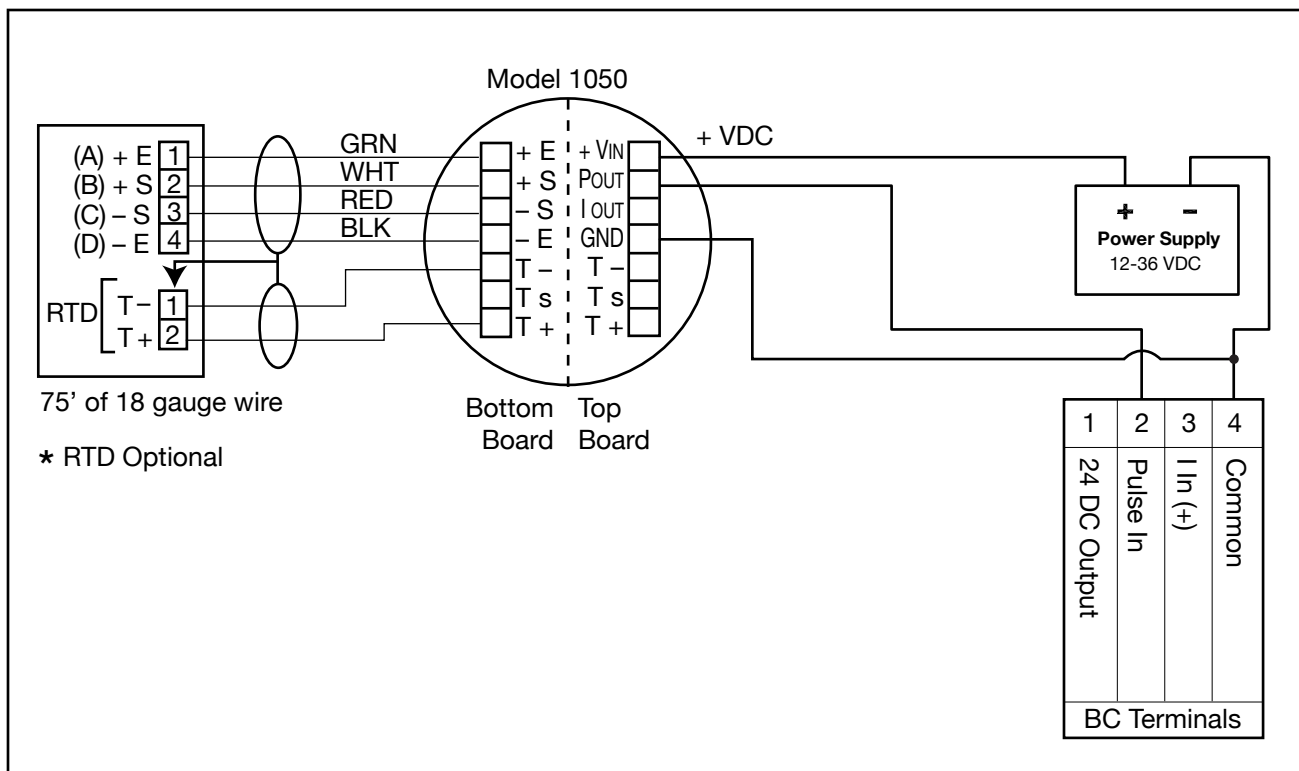 Model 1050
(A) + E 1
(B) + S 2
(C) – S 3
(D) – E 4
RTD
T – 1
T + 2
GRN
WHT
RED
BLK
+ E
+ S
– S
– E
T –
T s
T +
+ VIN
POUT
I OUT
GND
T –
T s
T +
+ VDC
+ –
Power Supply
12-36 VDC
75’ of 18 gauge wire
* RTD Optional
Bottom
Board
Top
Board
1 2 3 4
24 DC Output
Pulse In
I In (+)
Common
BC Terminals